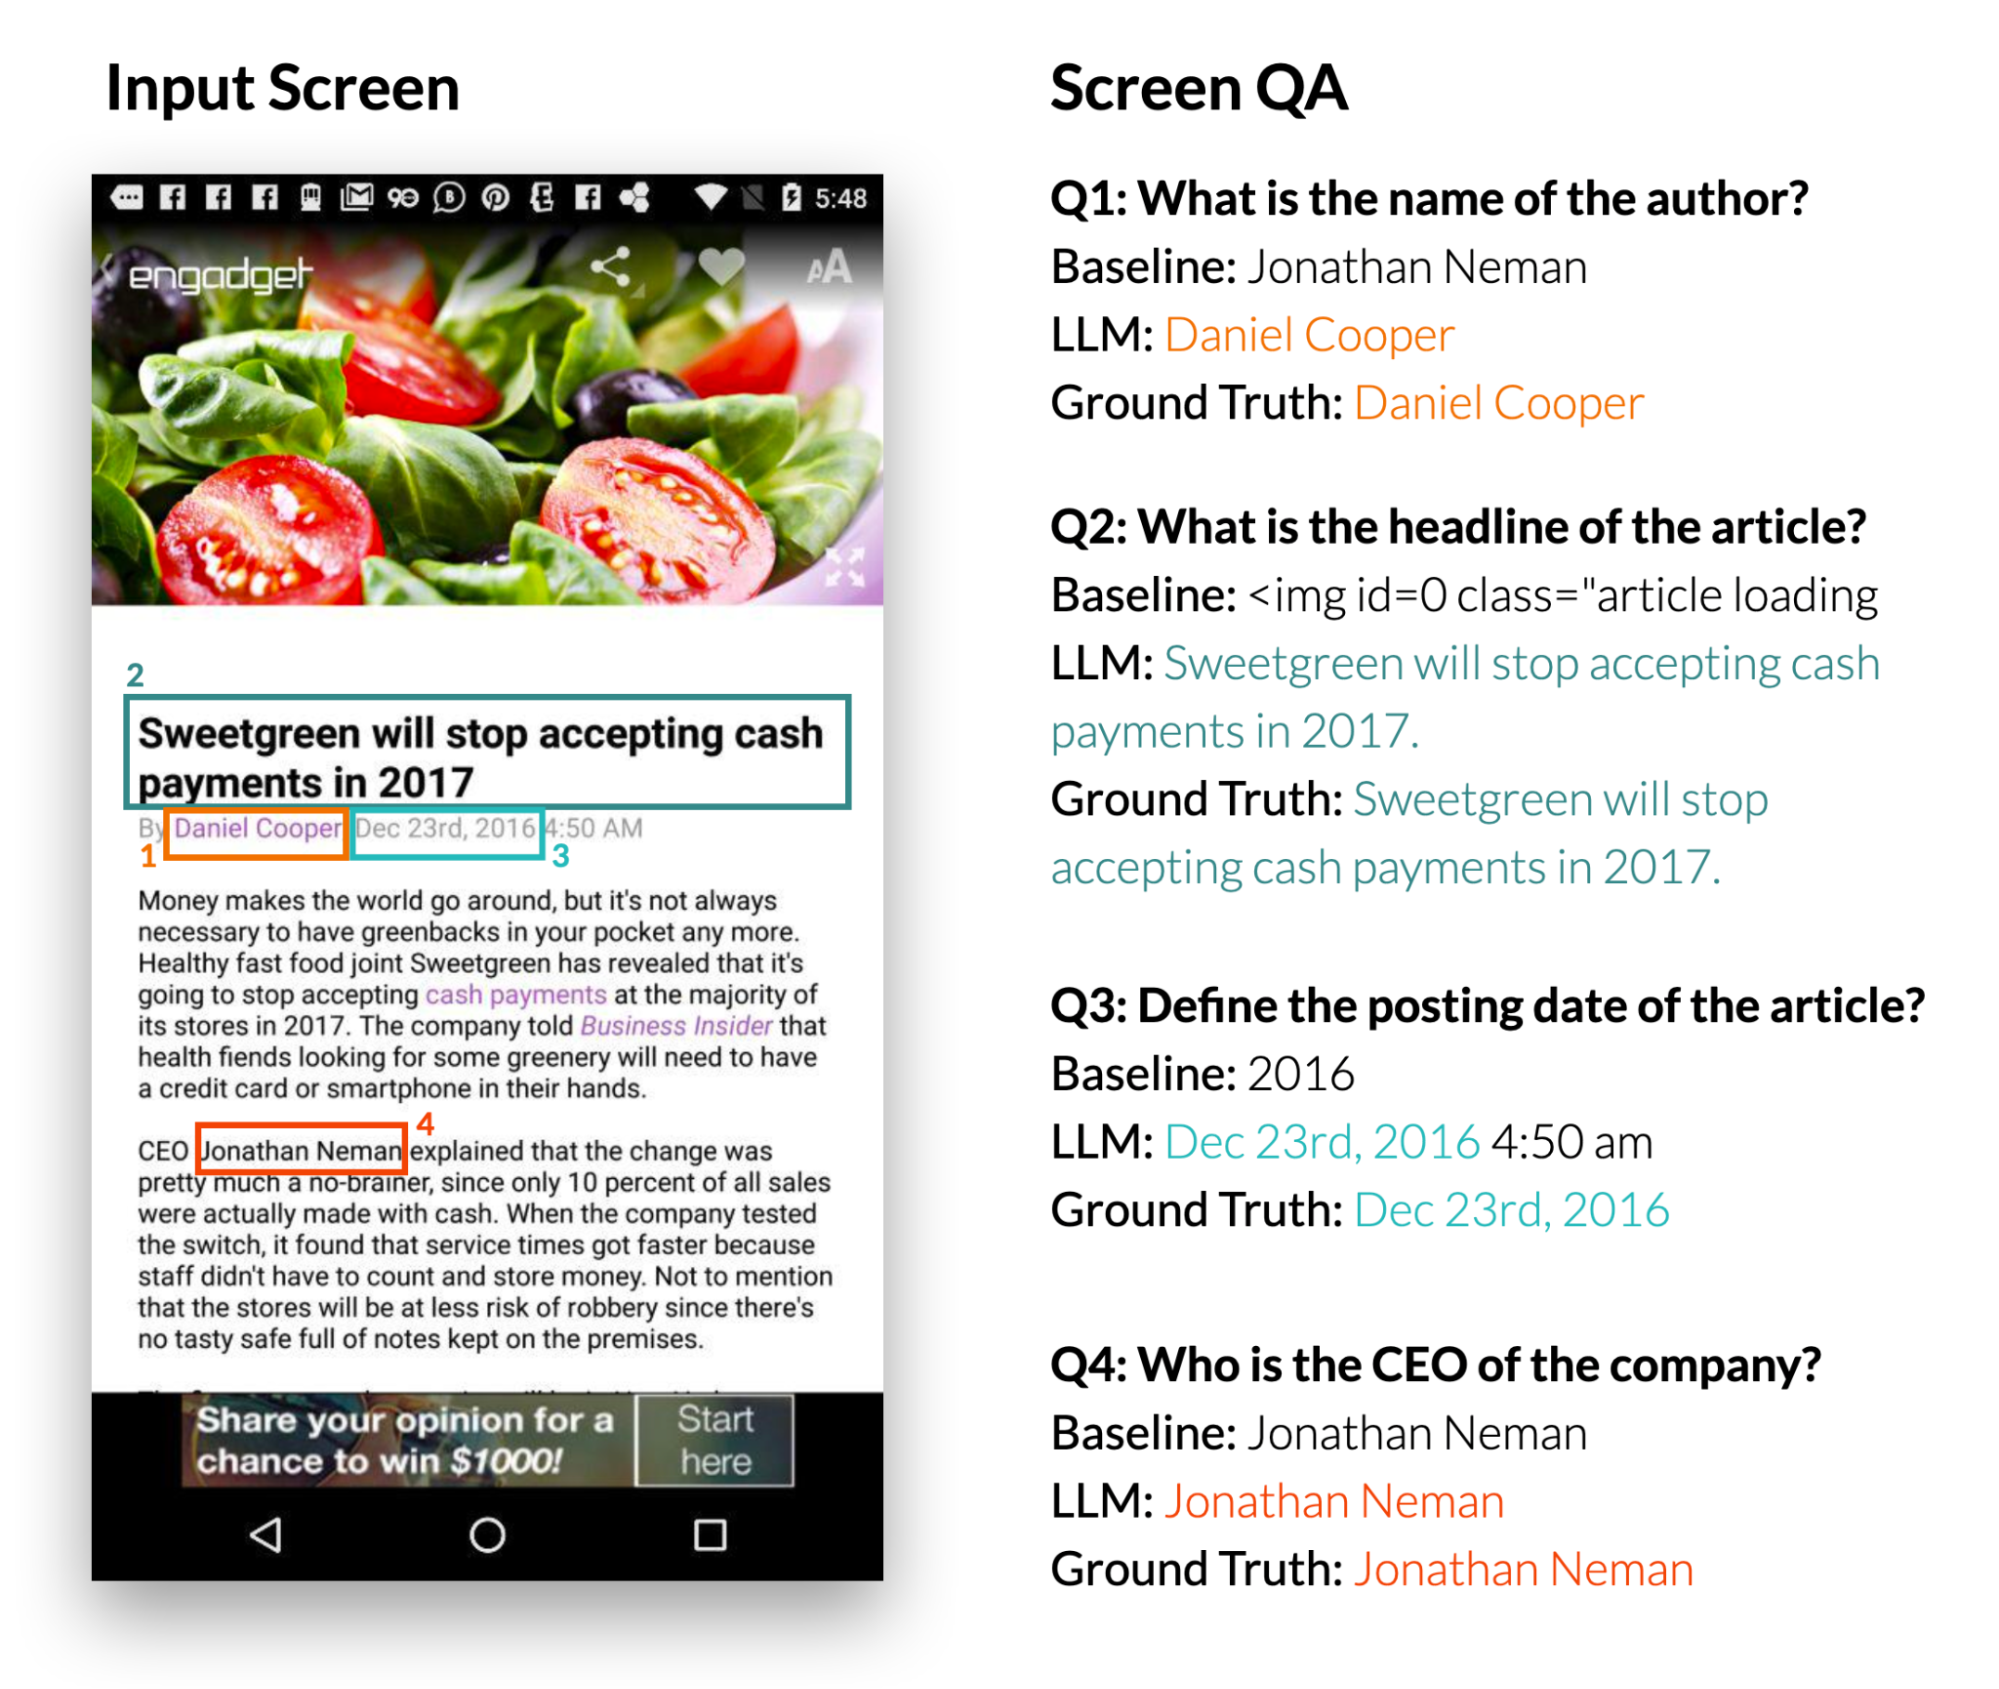 Input Screen
5:48
engadget
AA
2
Sweetgreen will stop accepting cash
payments in 2017
By Daniel Cooper Dec 23rd, 2016 4:50 AM
1
3
Money makes the world go around, but it's not always
necessary to have greenbacks in your pocket any more.
Healthy fast food joint Sweetgreen has revealed that it's
going to stop accepting cash payments at the majority of
its stores in 2017. The company told Business Insider that
health fiends looking for some greenery will need to have
a credit card or smartphone in their hands.
4
CEO Jonathan Neman explained that the change was
pretty much a no-brainer, since only 10 percent of all sales
were actually made with cash. When the company tested
the switch, it found that service times got faster because
staff didn't have to count and store money. Not to mention
that the stores will be at less risk of robbery since there's
no tasty safe full of notes kept on the premises.
Share your opinion for a
chance to win $1000!
Start
here
Screen QA
Q1: What is the name of the author?
Baseline: Jonathan Neman
LLM: Daniel Cooper
Ground Truth: Daniel Cooper
Q2: What is the headline of the article?
Baseline: <img id=0 class="article loading
LLM: Sweetgreen will stop accepting cash
payments in 2017.
Ground Truth: Sweetgreen will stop
accepting cash payments in 2017.
Q3: Define the posting date of the article?
Baseline: 2016
LLM: Dec 23rd, 2016 4:50 am
Ground Truth: Dec 23rd, 2016
Q4: Who is the CEO of the company?
Baseline: Jonathan Neman
LLM: Jonathan Neman
Ground Truth: Jonathan Neman